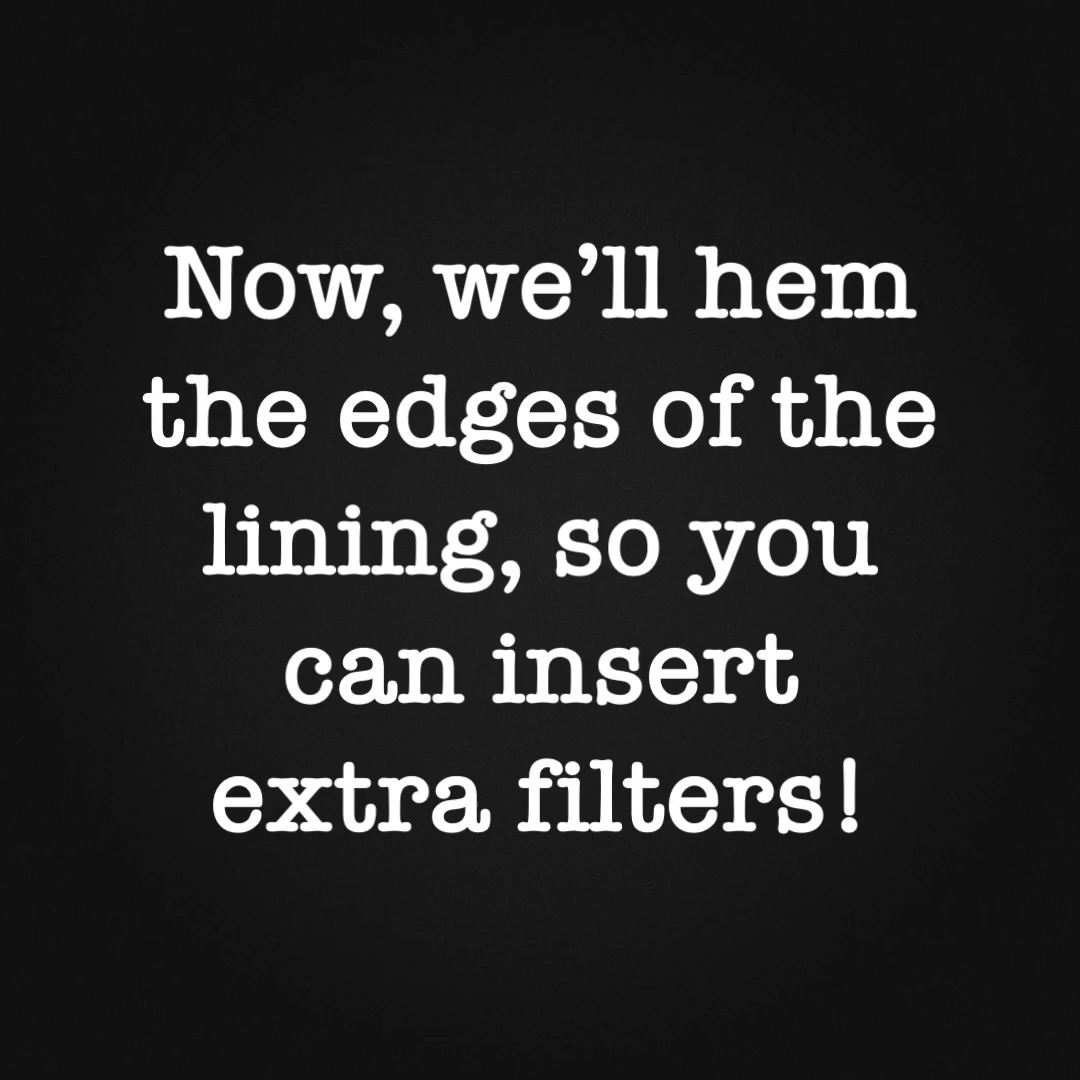 Now, we’ll hem
the edges of the
lining, so you
can insert
extra filters!